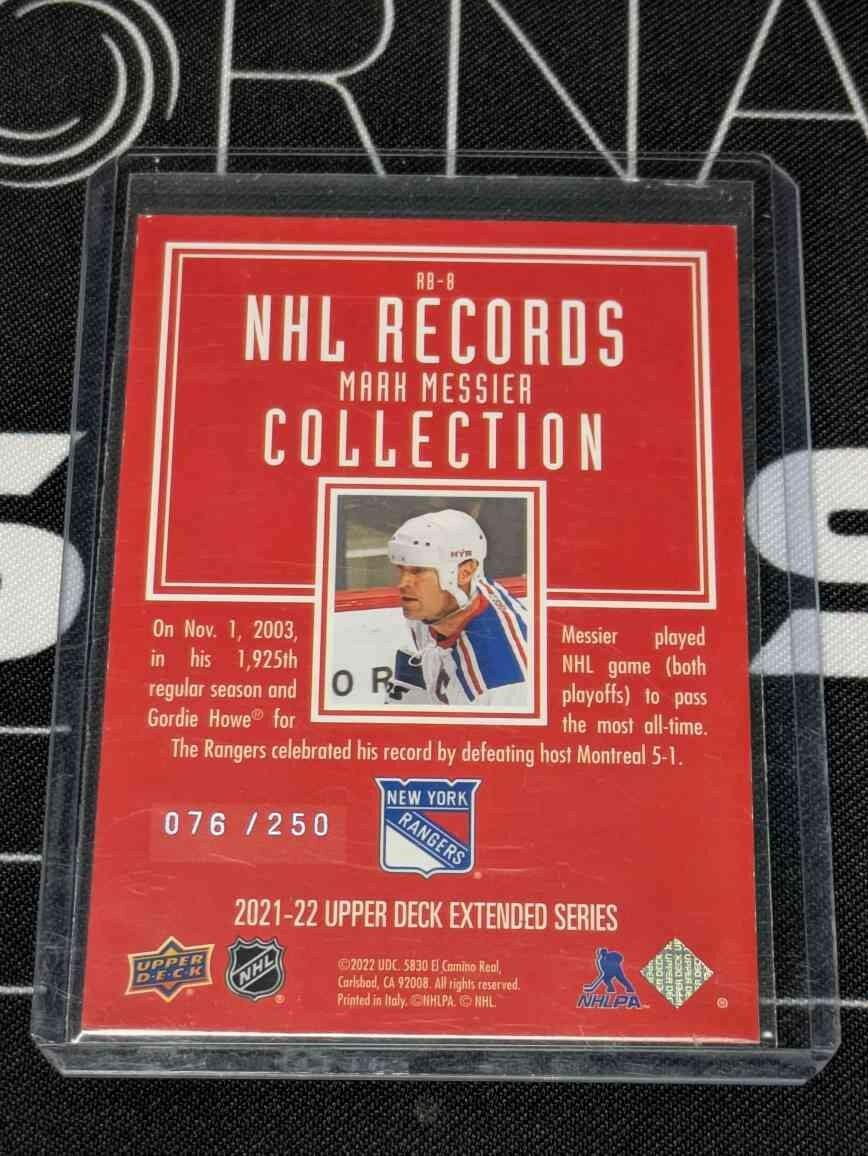 ORNA
RB-8
NHL RECORDS
MARK MESSIER
COLLECTION
HYR
OR
On Nov. 1, 2003, Messier played
in his 1,925th NHL game (both
regular season and playoffs) to pass
Gordie Howe® for the most all-time.
The Rangers celebrated his record by defeating host Montreal 5-1.
NEW YORK
RANGERS
076 /250
2021-22 UPPER DECK EXTENDED SERIES
UPPER
D·E·C·K
NHL
©2022 UDC. 5830 El Camino Real,
Carlsbad, CA 92008. All rights reserved.
Printed in Italy. ©NHLPA. © NHL.
NHLPA
UPPER DECK